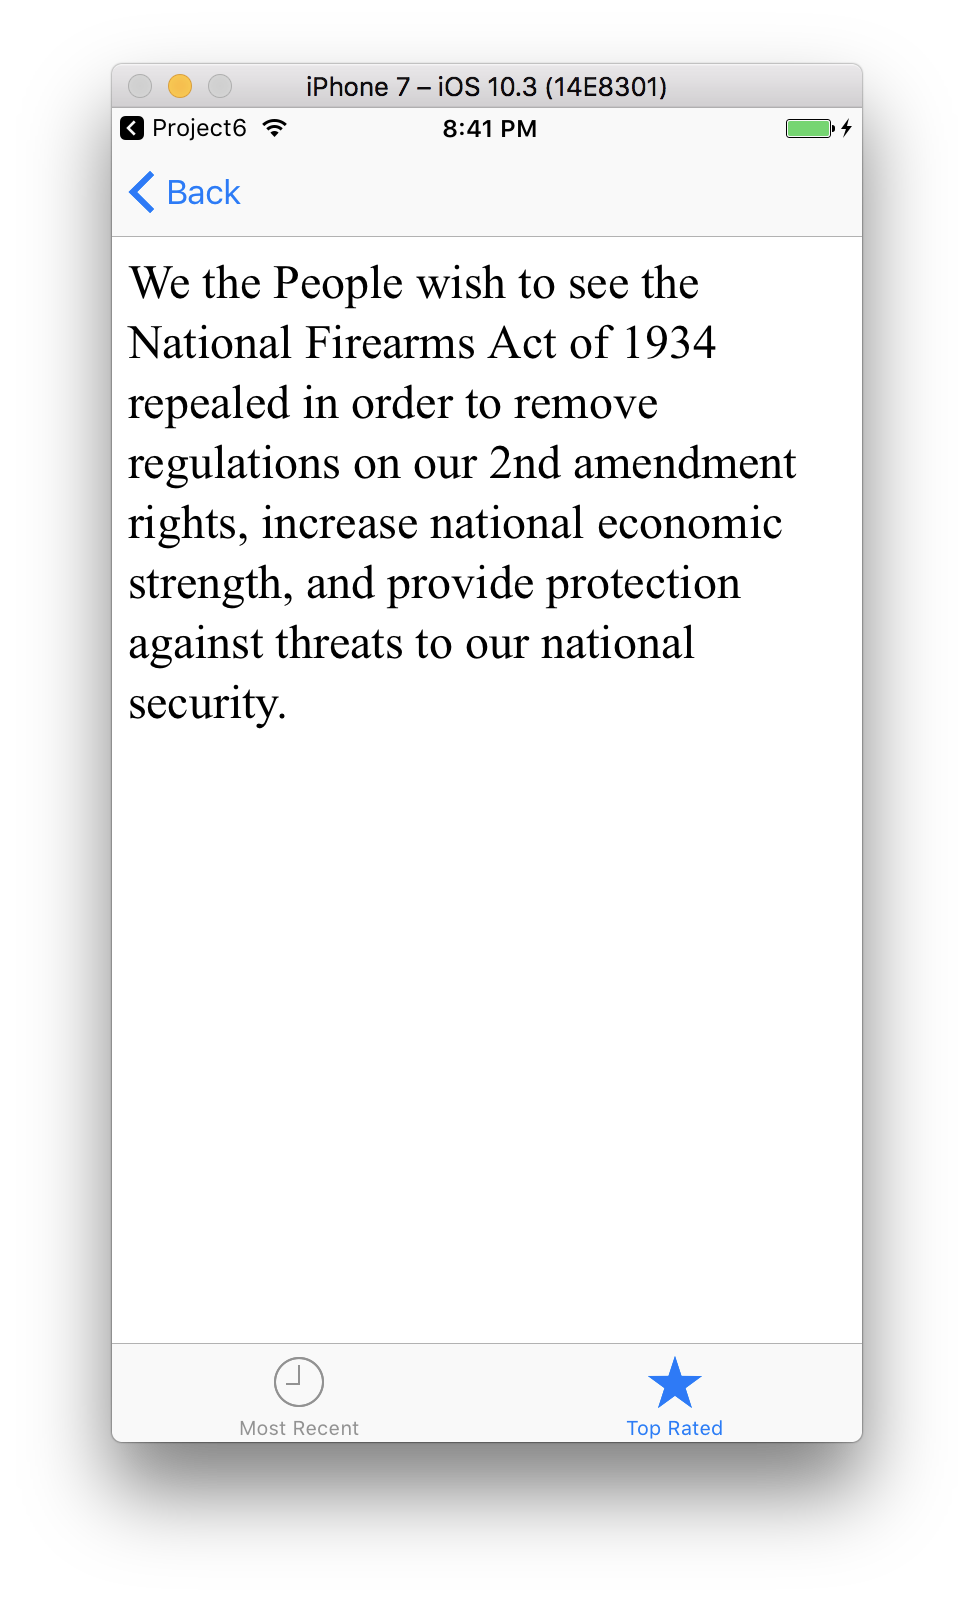 iPhone 7 – iOS 10.3 (14E8301)
Project6 8:41 PM
Back
We the People wish to see the
National Firearms Act of 1934
repealed in order to remove
regulations on our 2nd amendment
rights, increase national economic
strength, and provide protection
against threats to our national
security.
Most Recent Top Rated